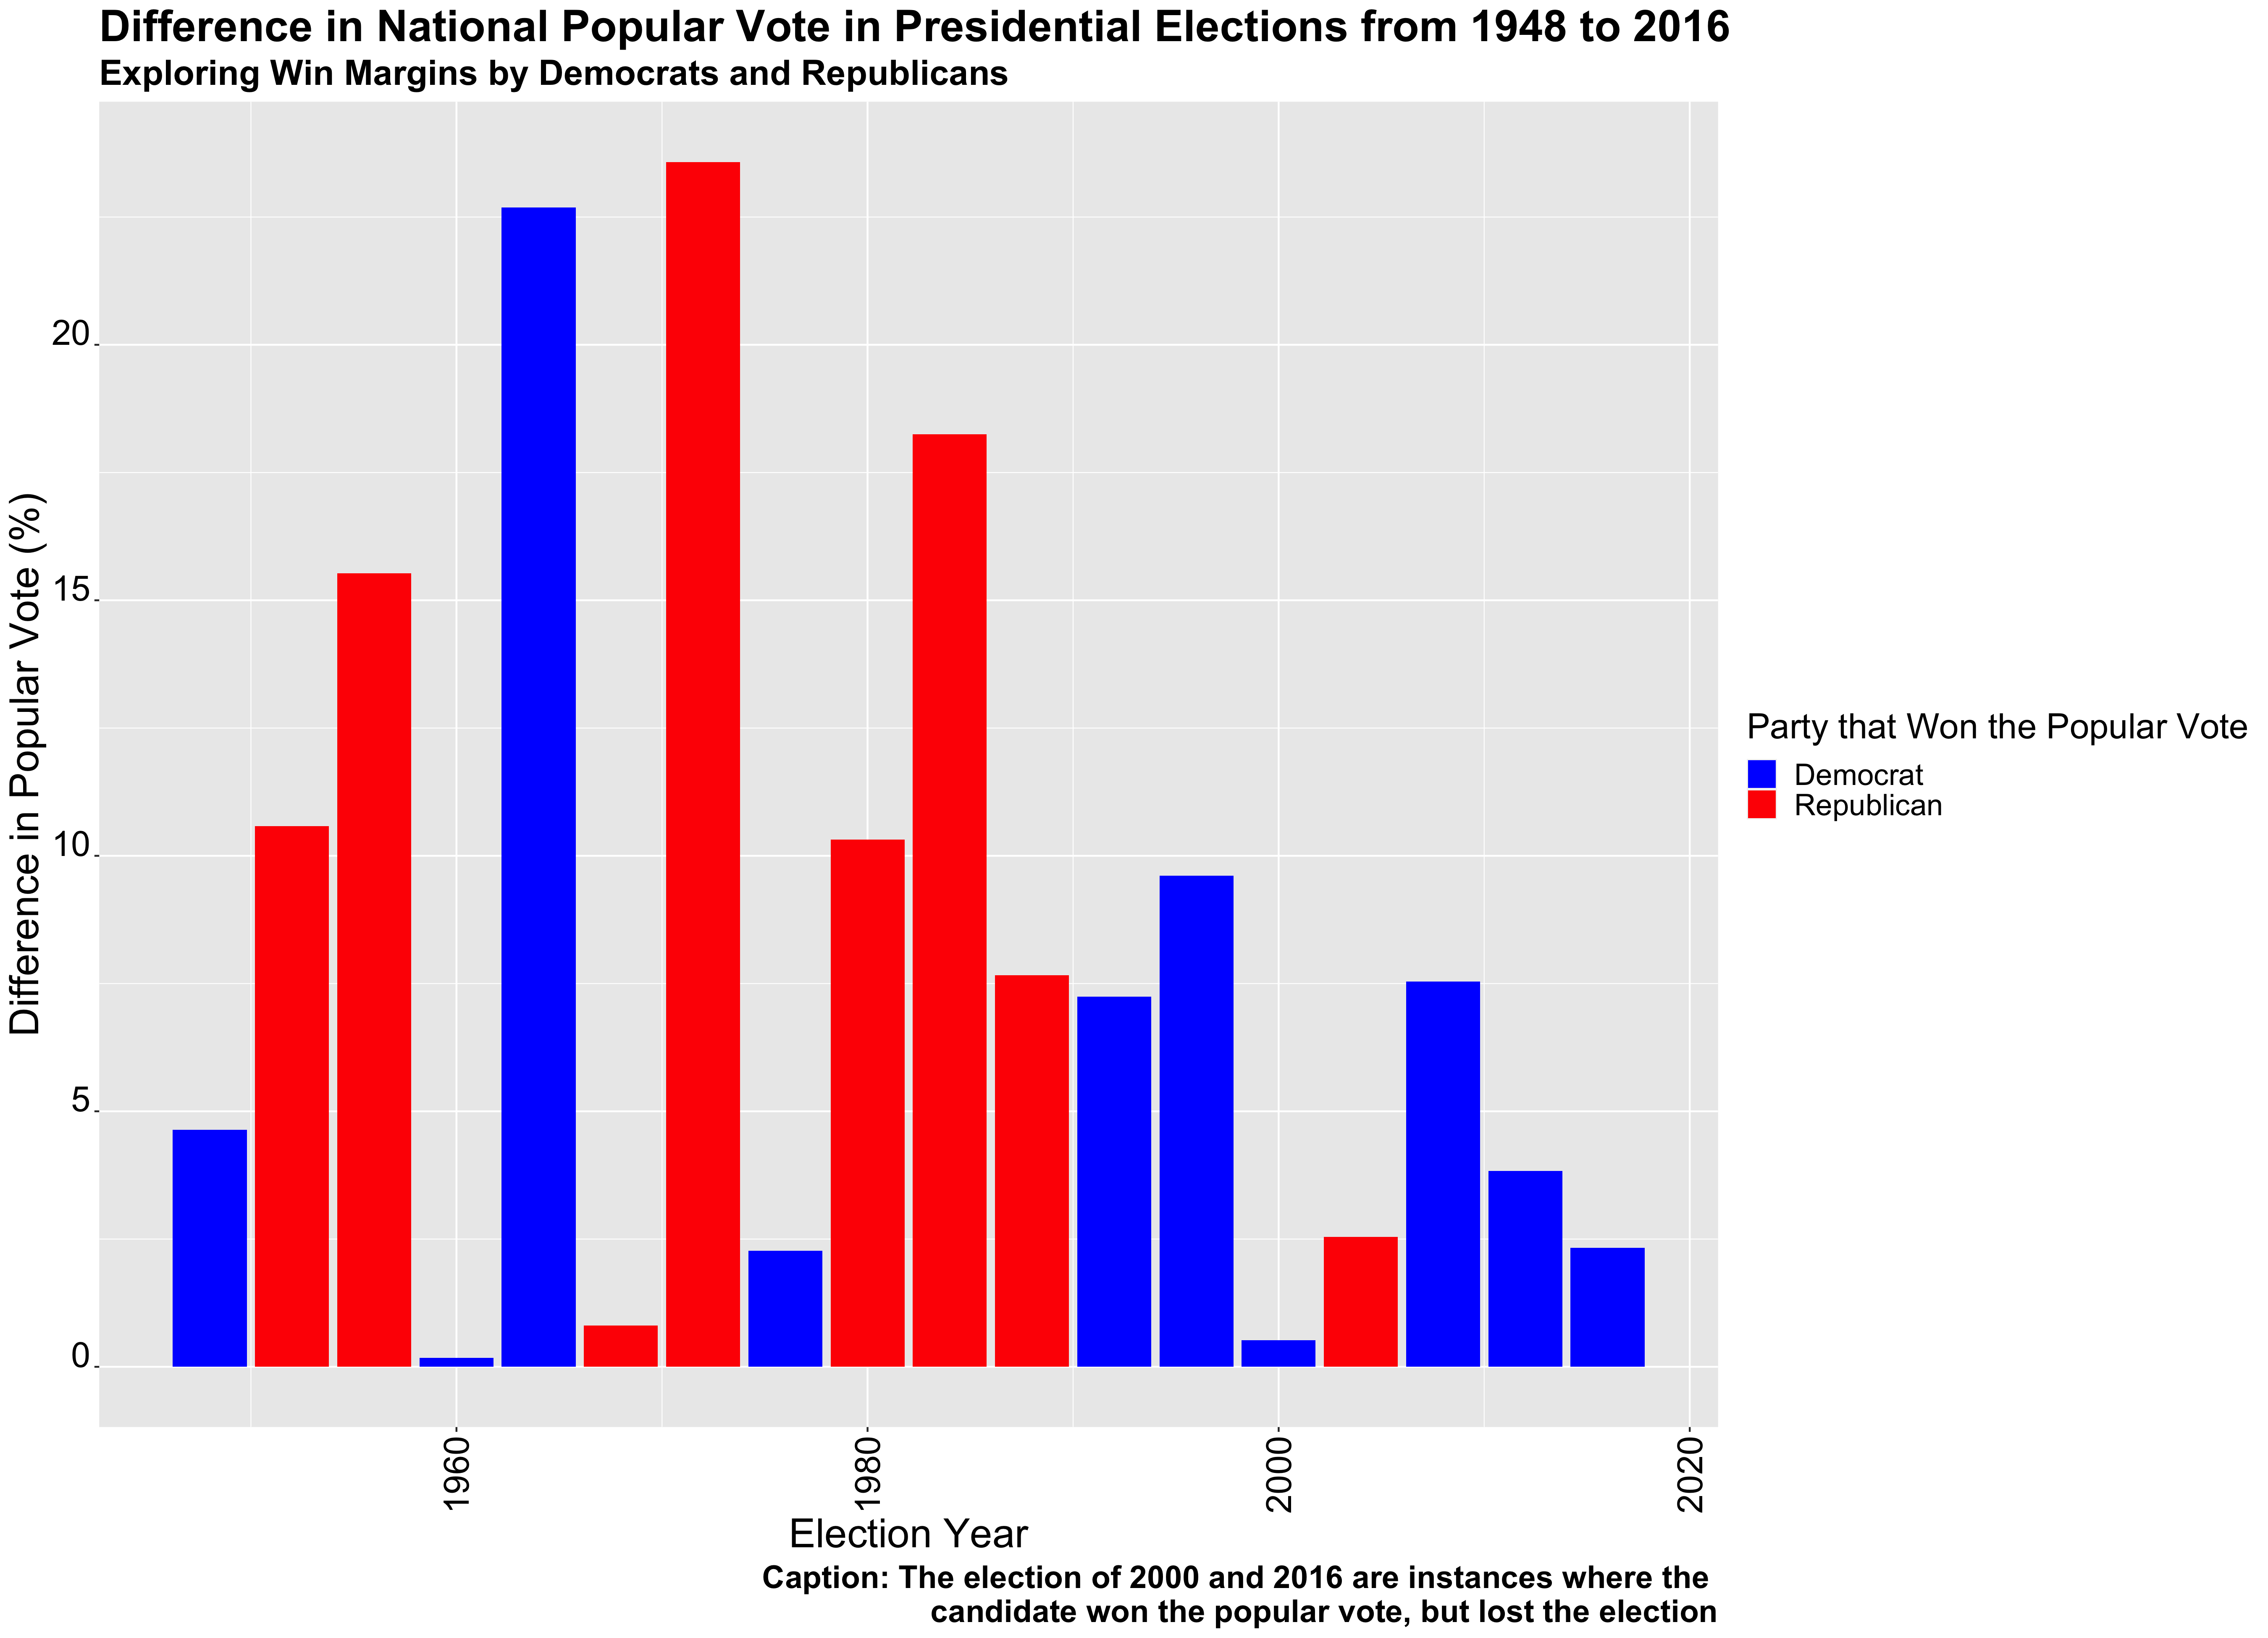 Difference in National Popular Vote in Presidential Elections from 1948 to 2016
Exploring Win Margins by Democrats and Republicans
Difference in Popular Vote (%)
20
15
10
5
0
1960
1980
2000
2020
Election Year
Party that Won the Popular Vote
Democrat
Republican
Caption: The election of 2000 and 2016 are instances where the
candidate won the popular vote, but lost the election